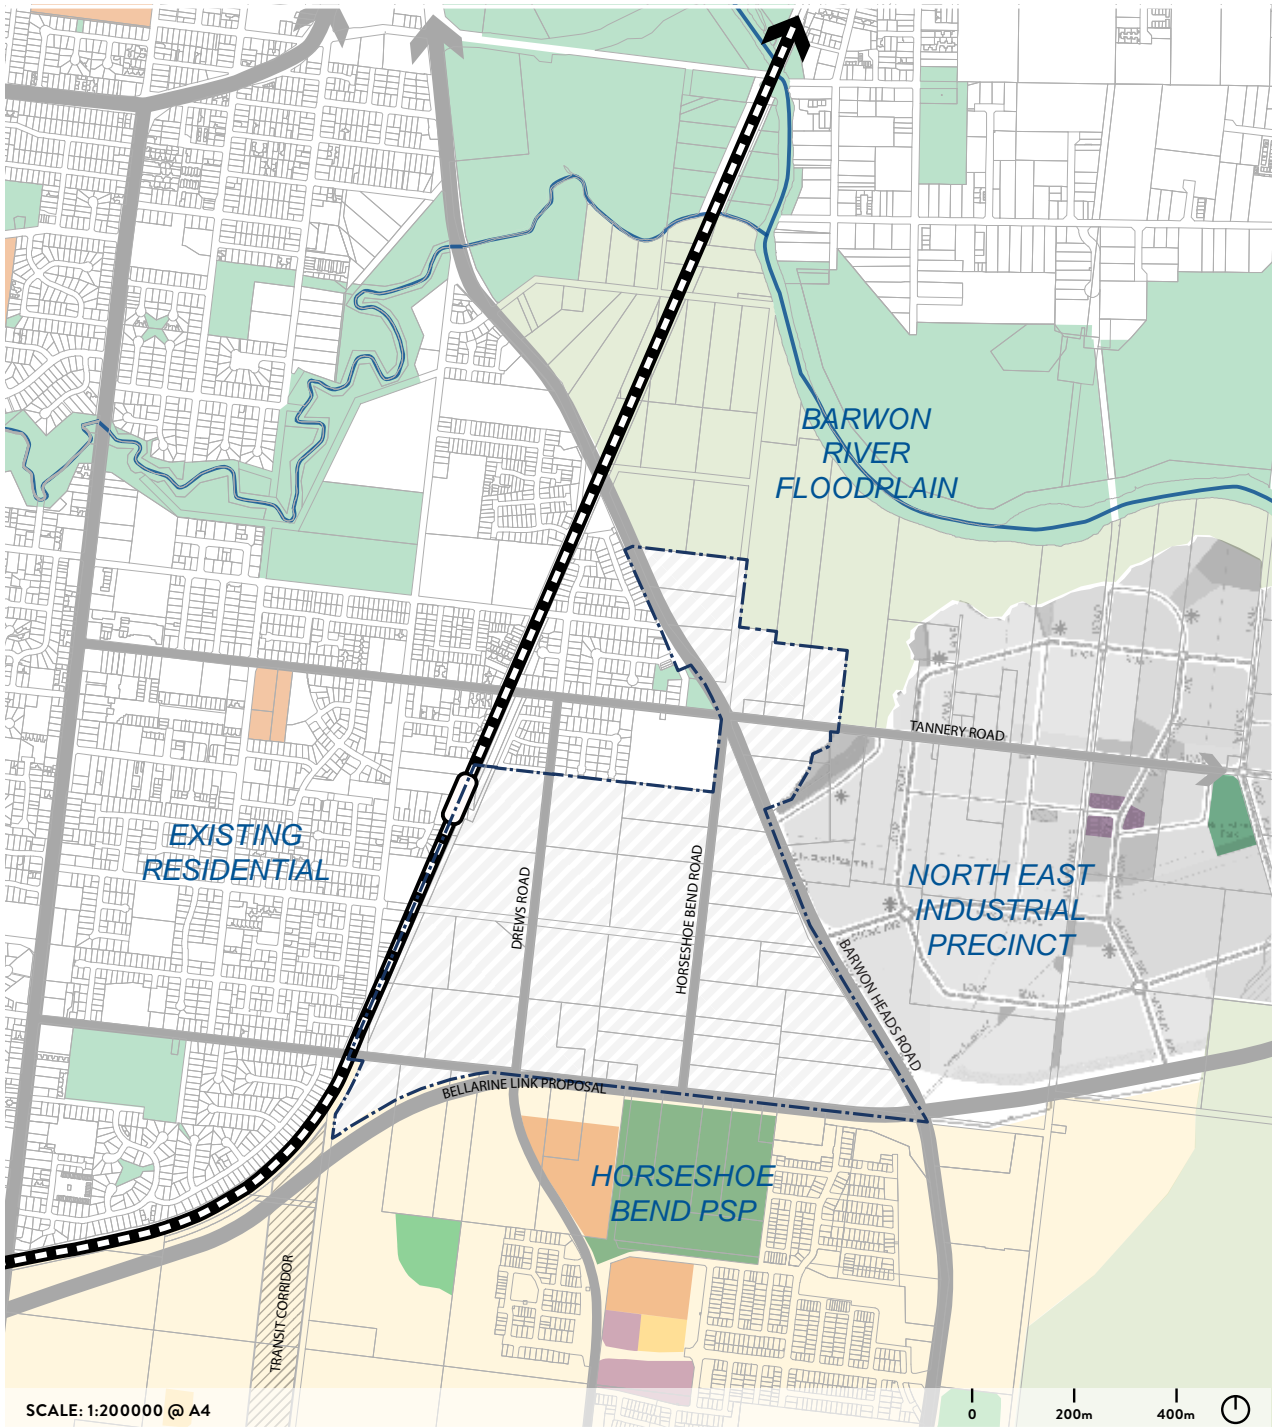 BARWON
RIVER
FLOODPLAIN
TANNERY ROAD
EXISTING
RESIDENTIAL
NORTH EAST
INDUSTRIAL
PRECINCT
DREWS ROAD
HORSESHOE BEND ROAD
BARWON HEADS ROAD
BELLARINE LINK PROPOSAL
HORSESHOE
BEND PSP
TRANSIT CORRIDOR
SCALE: 1:200000 @ A4
0 200m 400m